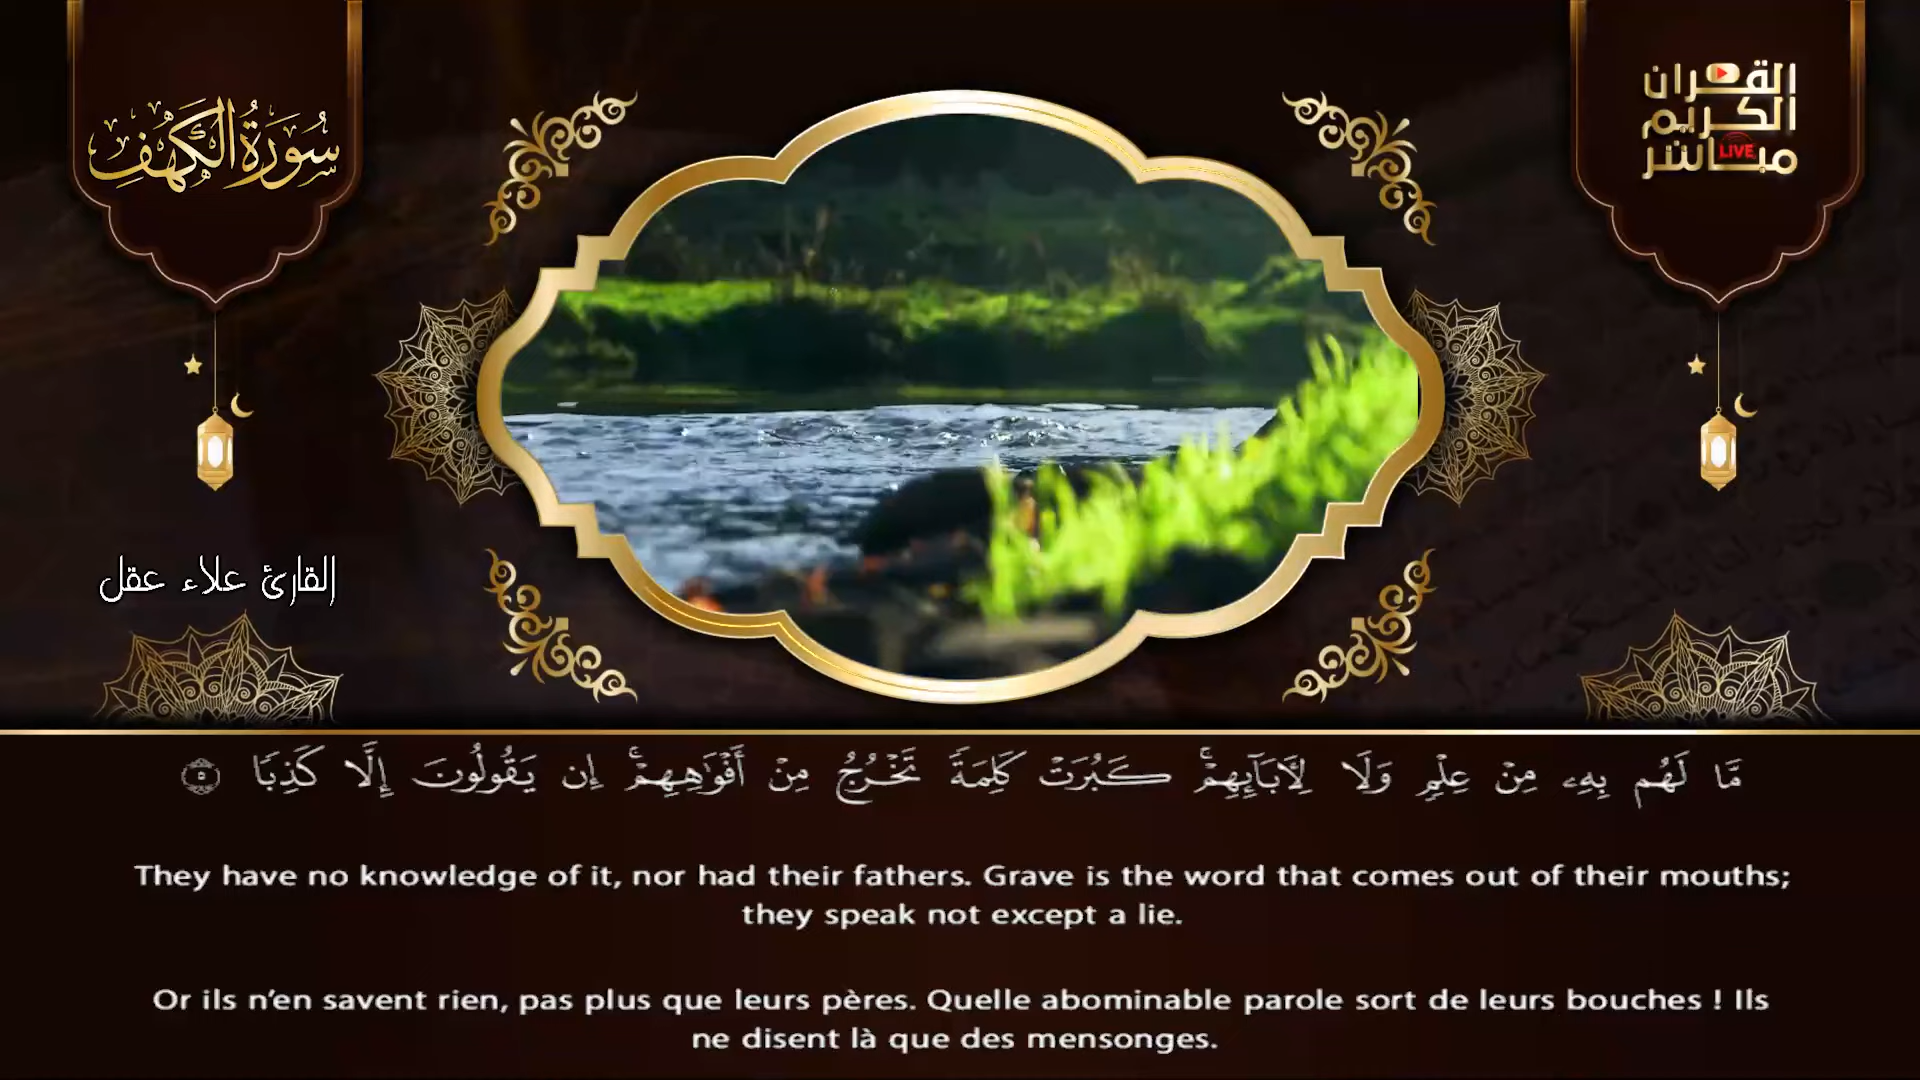 سُورَةُ الكَهْفِ
القرآن
الكريم
مباشر
LIVE
القارئ علاء عقل
مَّا لَهُم بِهِۦ مِنْ عِلْمٍ وَلَا لِـَٔابَآئِهِمْ ۚ كَبُرَتْ كَلِمَةً تَخْرُجُ مِنْ أَفْوَٰهِهِمْ ۚ إِن يَقُولُونَ إِلَّا كَذِبًا ٥
They have no knowledge of it, nor had their fathers. Grave is the word that comes out of their mouths;
they speak not except a lie.
Or ils n’en savent rien, pas plus que leurs pères. Quelle abominable parole sort de leurs bouches ! Ils
ne disent là que des mensonges.